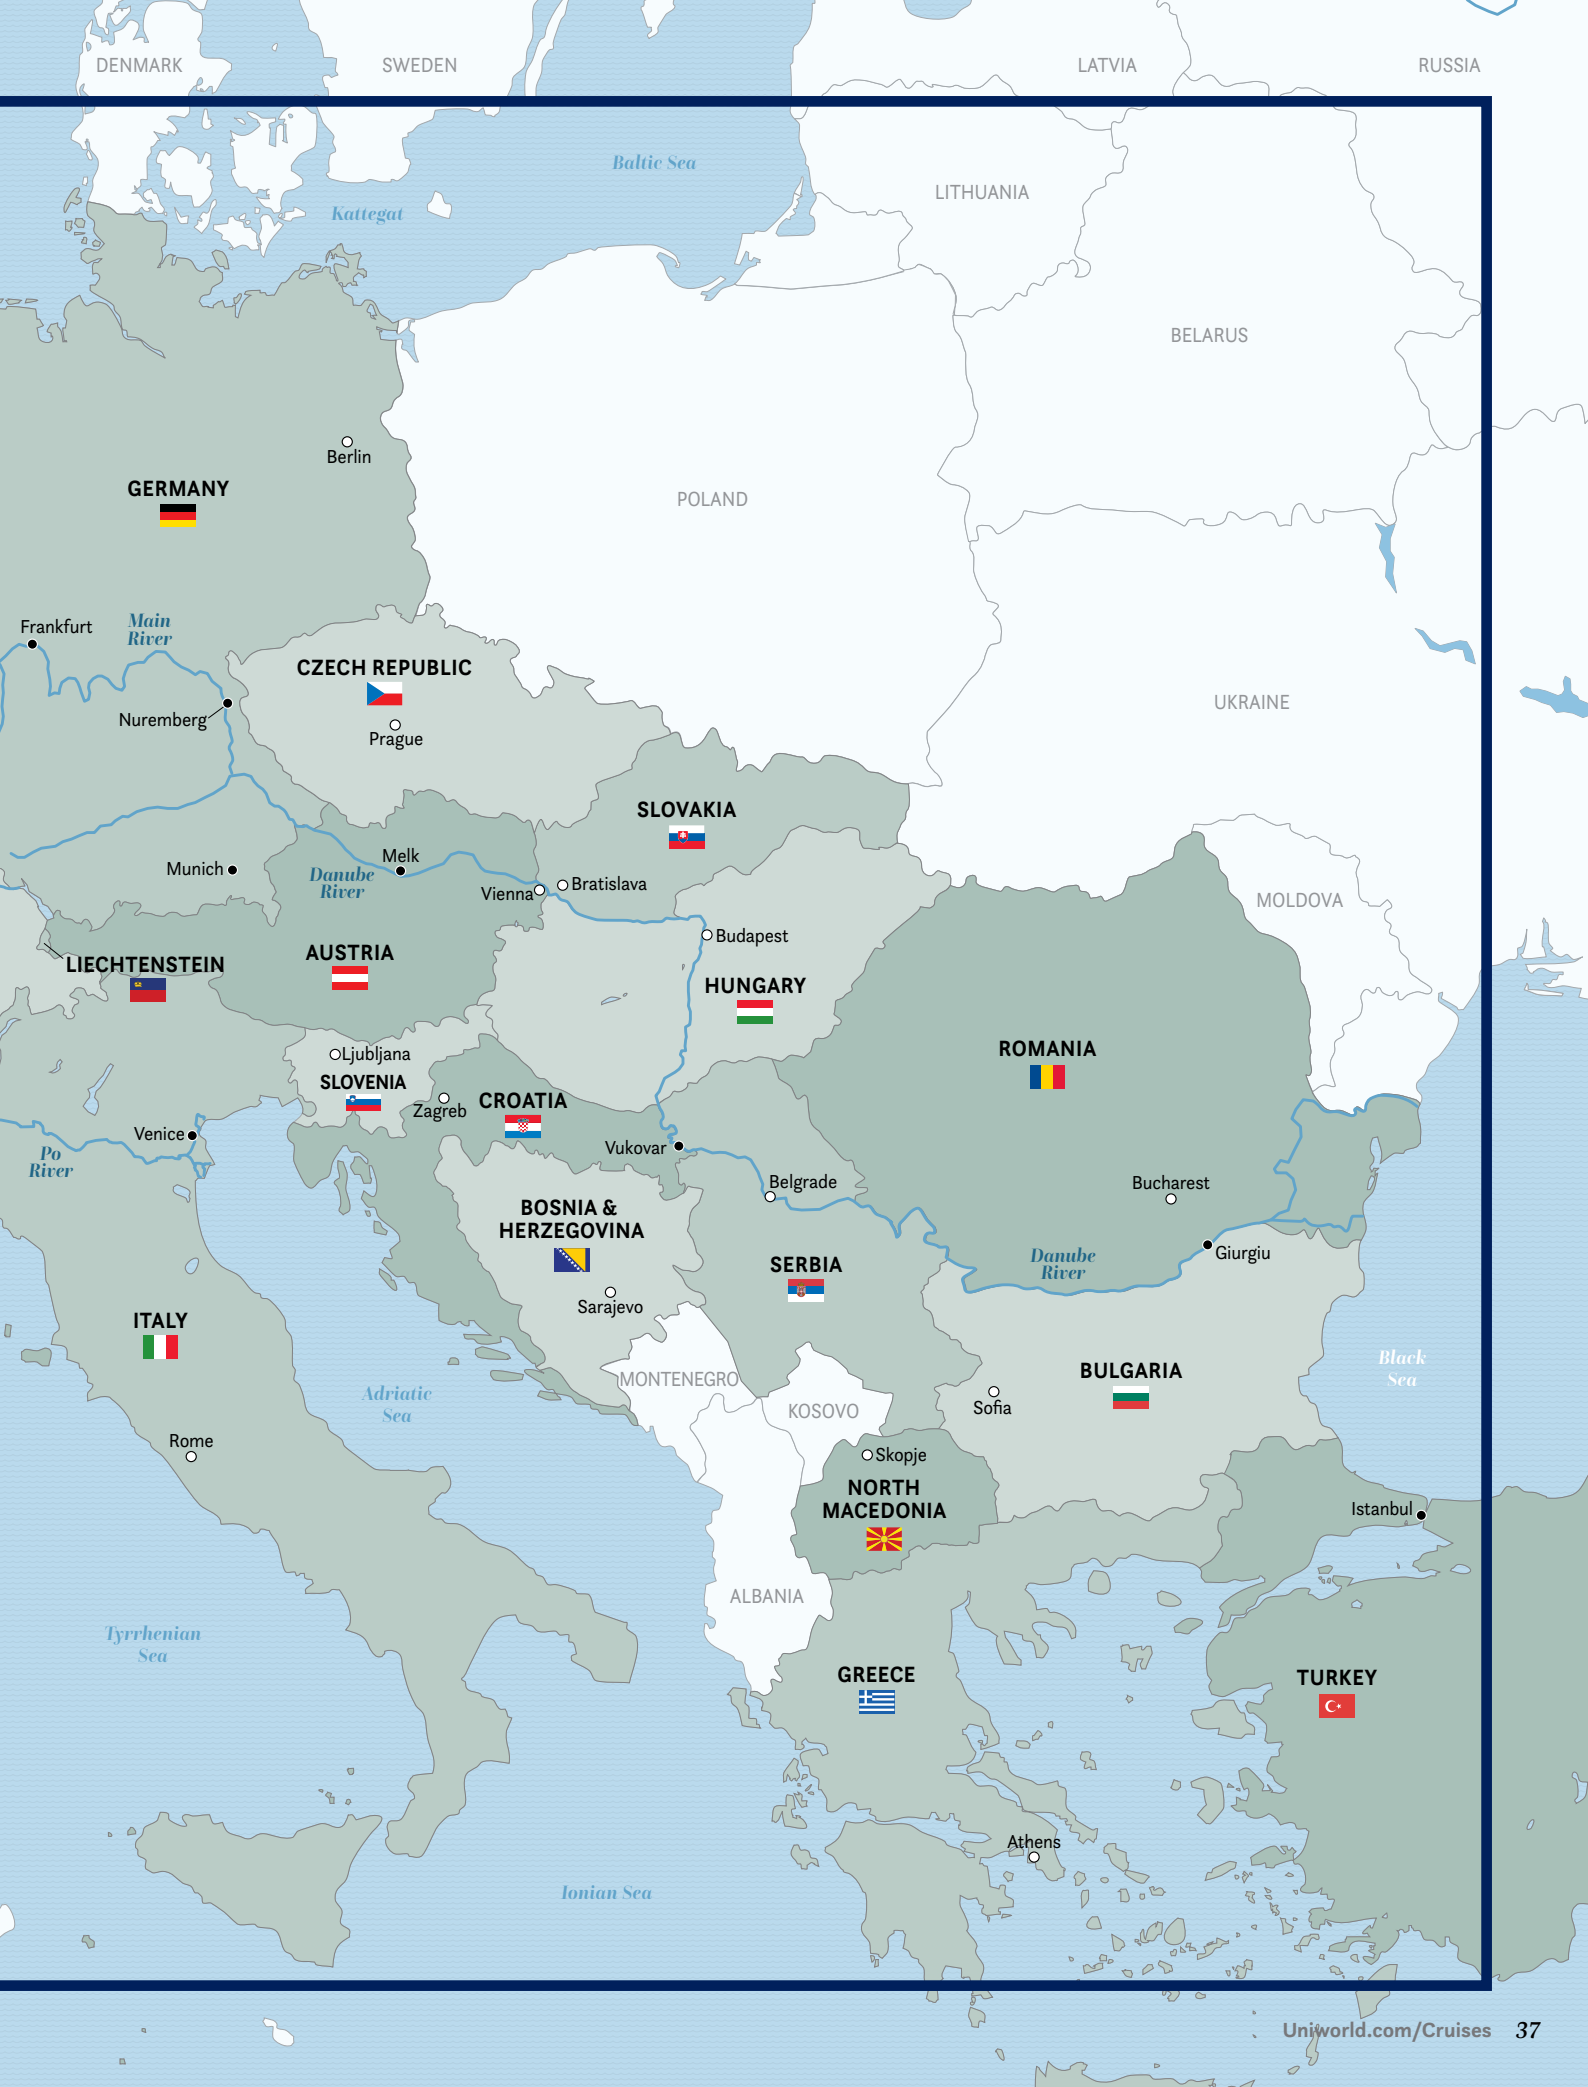 DENMARK
SWEDEN
LATVIA
RUSSIA
Baltic Sea
Kattegat
LITHUANIA
BELARUS
Berlin
GERMANY
POLAND
Frankfurt
Main
River
CZECH REPUBLIC
Nuremberg
Prague
UKRAINE
SLOVAKIA
Munich
Melk
Danube
River
Vienna
Bratislava
MOLDOVA
Budapest
LIECHTENSTEIN
AUSTRIA
HUNGARY
Ljubljana
SLOVENIA
ROMANIA
Zagreb
CROATIA
Venice
Po
River
Vukovar
Belgrade
Bucharest
BOSNIA &
HERZEGOVINA
Danube
River
Giurgiu
SERBIA
Sarajevo
ITALY
MONTENEGRO
BULGARIA
Black
Sea
Adriatic
Sea
KOSOVO
Sofia
Rome
Skopje
NORTH
MACEDONIA
Istanbul
ALBANIA
Tyrrhenian
Sea
GREECE
TURKEY
Athens
Ionian Sea
Uniworld.com/Cruises 37